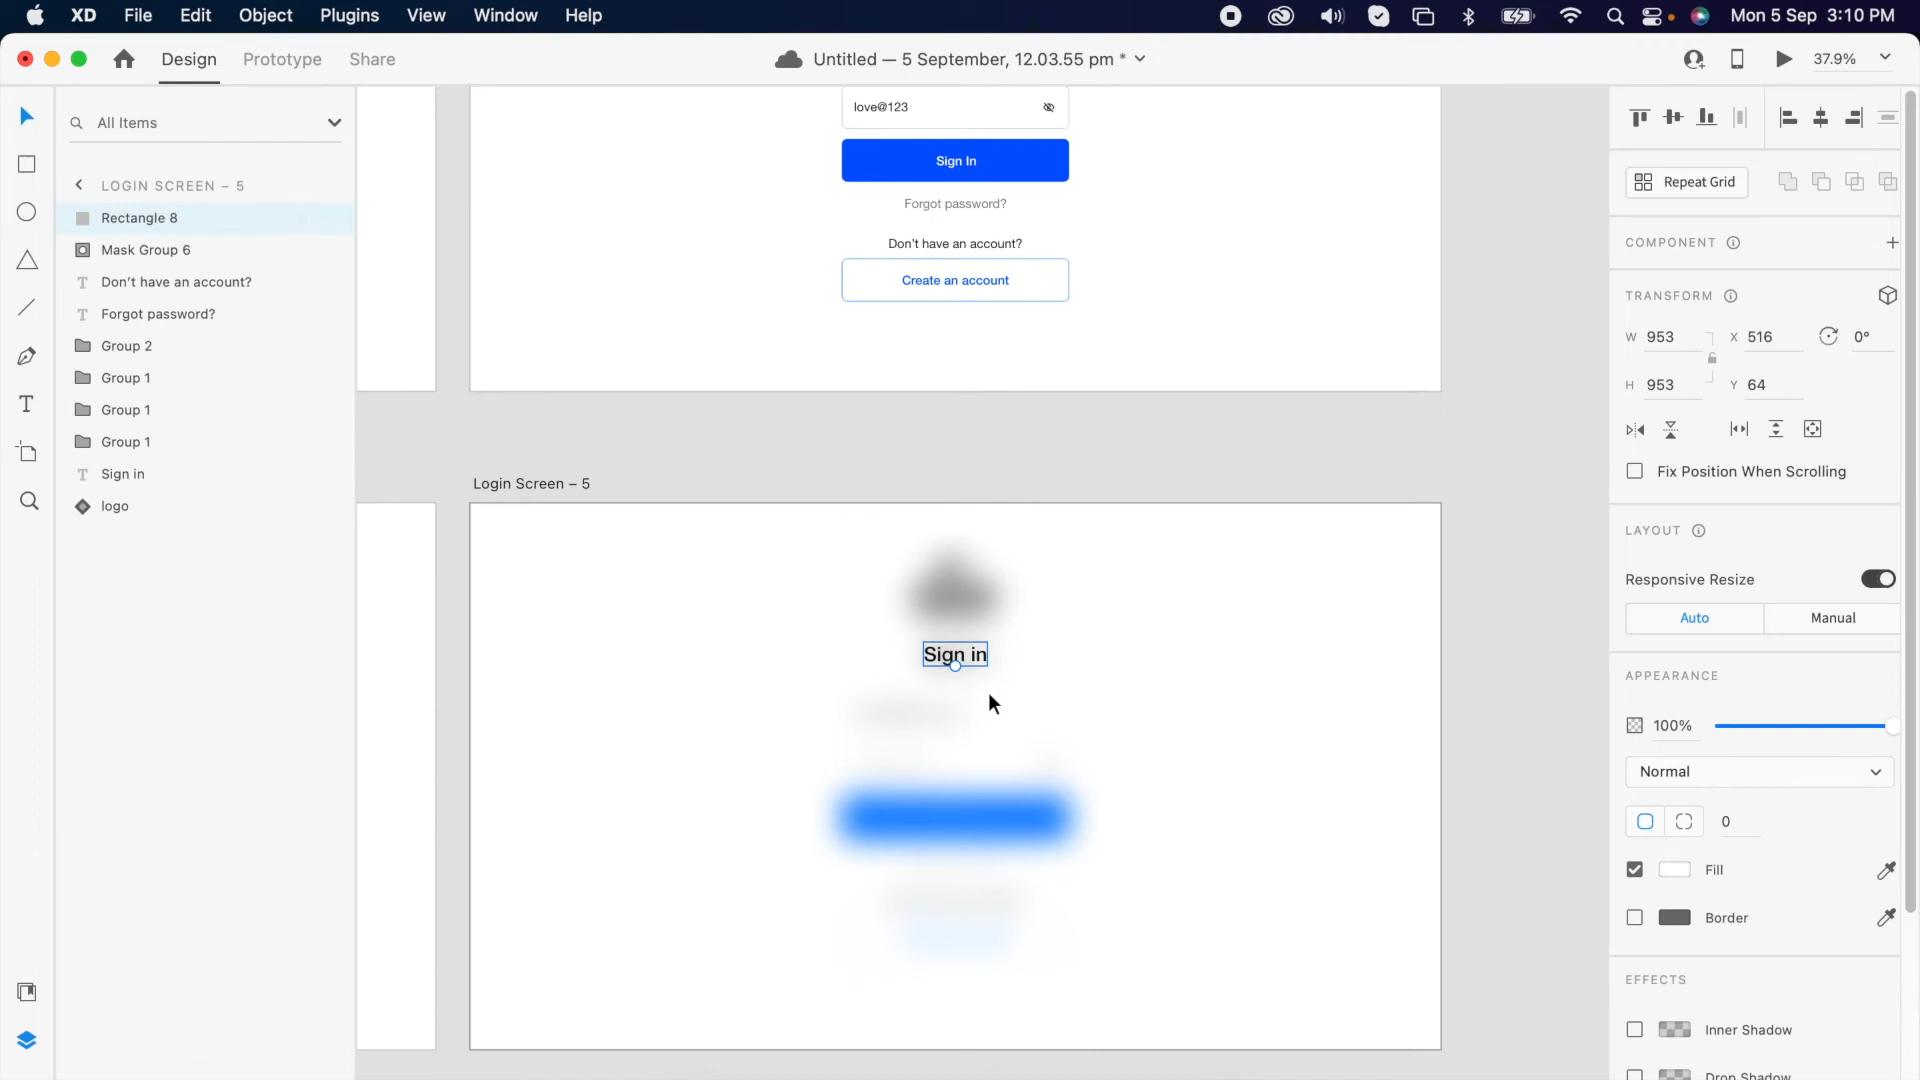 XD File Edit Object Plugins View Window Help Mon 5 Sep 3:10 PM
Design Prototype Share Untitled — 5 September, 12.03.55 pm * 37.9%
All Items
LOGIN SCREEN – 5
Rectangle 8
Mask Group 6
Don't have an account?
Forgot password?
Group 2
Group 1
Group 1
Group 1
Sign in
logo
love@123
Sign In
Forgot password?
Don't have an account?
Create an account
Login Screen – 5
Sign in
Repeat Grid
COMPONENT
TRANSFORM
W 953 X 516 0°
H 953 Y 64
Fix Position When Scrolling
LAYOUT
Responsive Resize
Auto Manual
APPEARANCE
100%
Normal
0
Fill
Border
EFFECTS
Inner Shadow
Drop Shadow